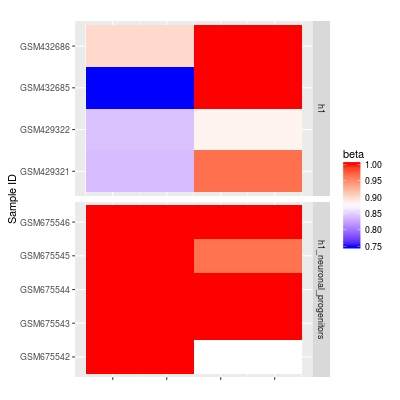 GSM432686
GSM432685
GSM429322
GSM429321
h1
GSM675546
GSM675545
GSM675544
GSM675543
GSM675542
h1_neuronal_progenitors
Sample ID
beta
1.00
0.95
0.90
0.85
0.80
0.75